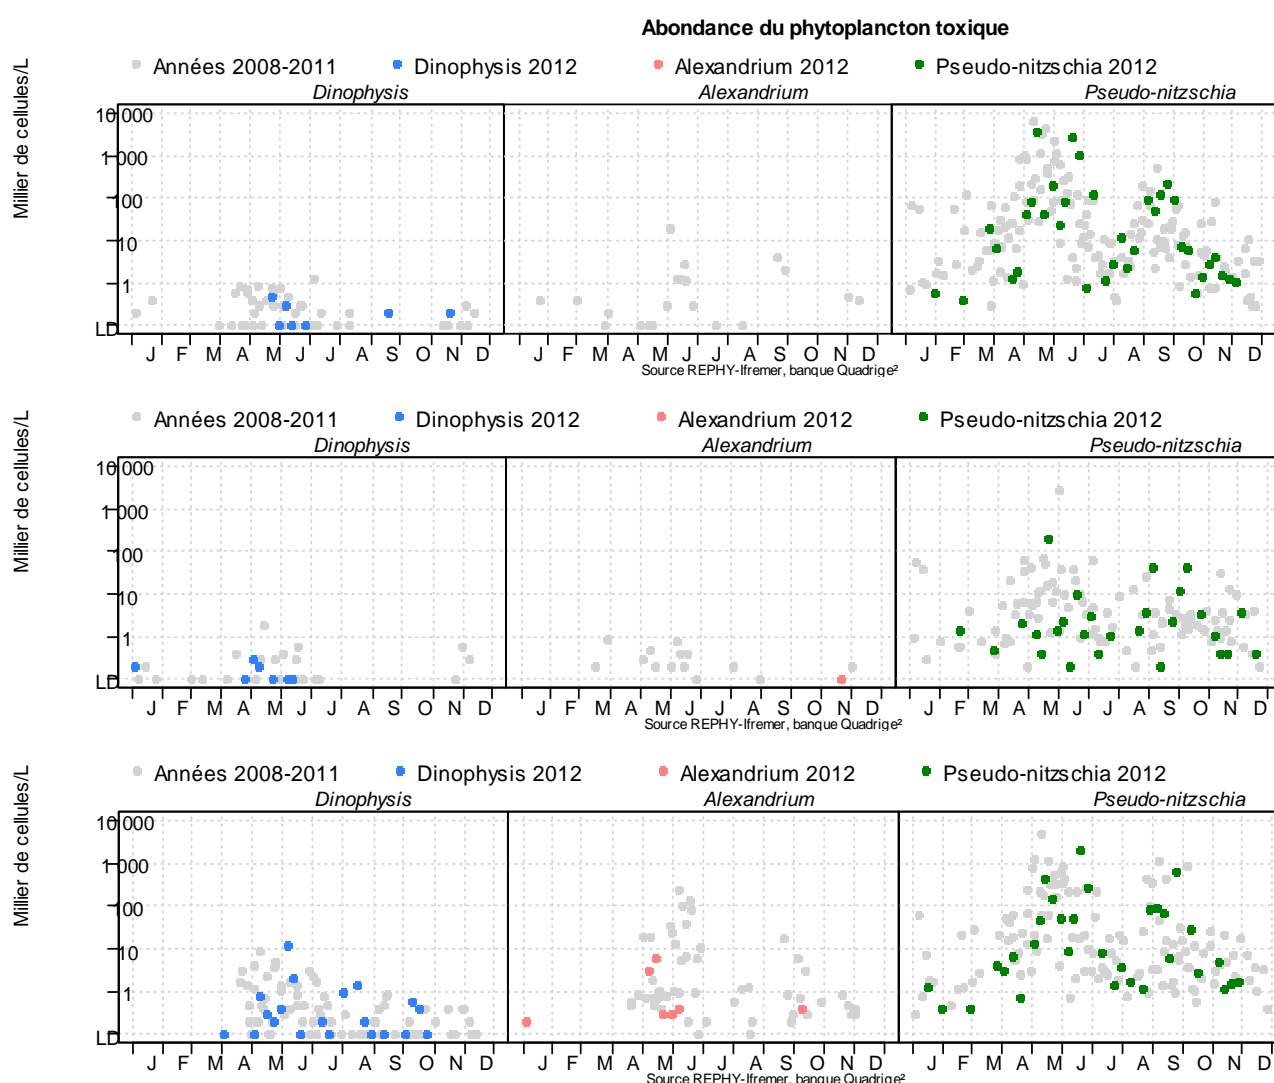 Abondance du phytoplancton toxique
Années 2008-2011 Dinophysis 2012 Alexandrium 2012 Pseudo-nitzschia 2012
Dinophysis Alexandrium Pseudo-nitzschia
Millier de cellules/L
10 000
1 000
100
10
1
LD
J F M A M J J A S O N D J F M A M J J A S O N D J F M A M J J A S O N D
Source REPHY-Ifremer, banque Quadrige²
Années 2008-2011 Dinophysis 2012 Alexandrium 2012 Pseudo-nitzschia 2012
Dinophysis Alexandrium Pseudo-nitzschia
Millier de cellules/L
10 000
1 000
100
10
1
LD
J F M A M J J A S O N D J F M A M J J A S O N D J F M A M J J A S O N D
Source REPHY-Ifremer, banque Quadrige²
Années 2008-2011 Dinophysis 2012 Alexandrium 2012 Pseudo-nitzschia 2012
Dinophysis Alexandrium Pseudo-nitzschia
Millier de cellules/L
10 000
1 000
100
10
1
LD
J F M A M J J A S O N D J F M A M J J A S O N D J F M A M J J A S O N D
Source REPHY-Ifremer, banque Quadrige²